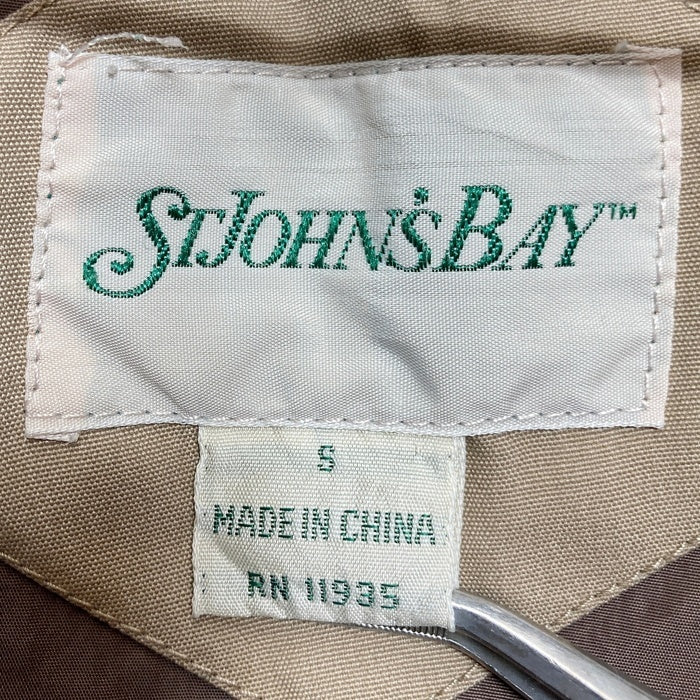 ST. JOHN'S BAY™
S
MADE IN CHINA
RN 11935